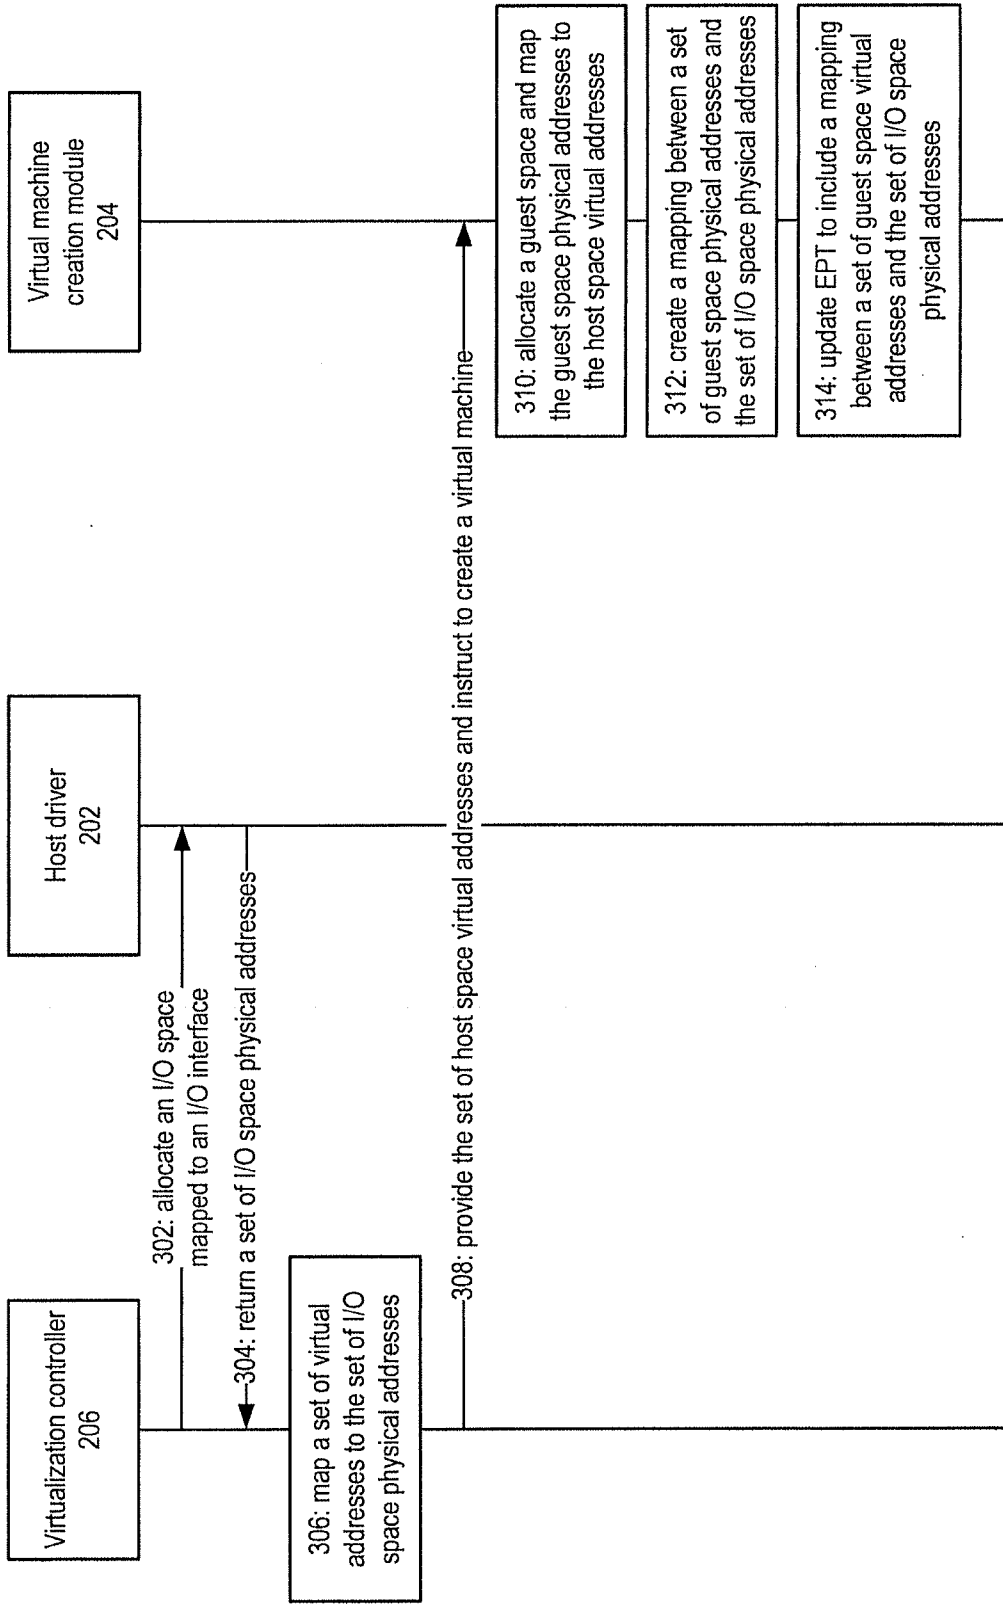 Virtualization controller
206
Host driver
202
Virtual machine
creation module
204
302: allocate an I/O space
mapped to an I/O interface
304: return a set of I/O space physical addresses
306: map a set of virtual
addresses to the set of I/O
space physical addresses
308: provide the set of host space virtual addresses and instruct to create a virtual machine
310: allocate a guest space and map
the guest space physical addresses to
the host space virtual addresses
312: create a mapping between a set
of guest space physical addresses and
the set of I/O space physical addresses
314: update EPT to include a mapping
between a set of guest space virtual
addresses and the set of I/O space
physical addresses